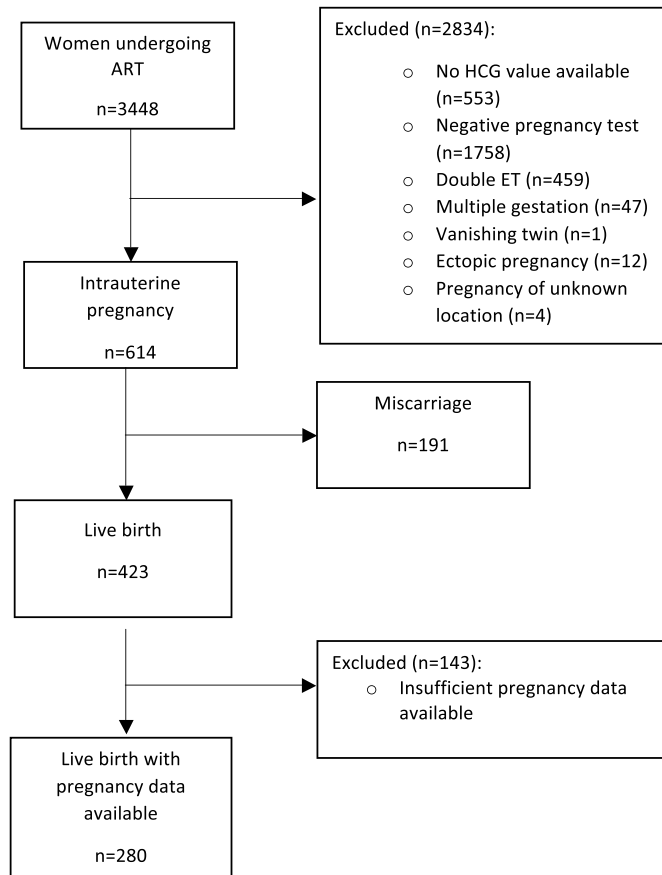 Women undergoing
ART
n=3448
Excluded (n=2834):
○ No HCG value available
(n=553)
○ Negative pregnancy test
(n=1758)
○ Double ET (n=459)
○ Multiple gestation (n=47)
○ Vanishing twin (n=1)
○ Ectopic pregnancy (n=12)
○ Pregnancy of unknown
location (n=4)
Intrauterine
pregnancy
n=614
Miscarriage
n=191
Live birth
n=423
Excluded (n=143):
○ Insufficient pregnancy data
available
Live birth with
pregnancy data
available
n=280